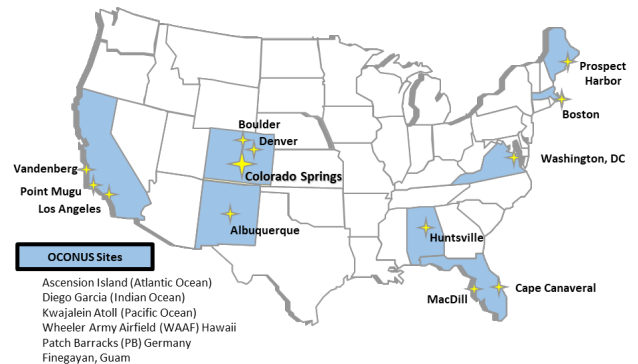 Prospect
Harbor
Boston
Boulder
Denver
Washington, DC
Vandenberg
Colorado Springs
Point Mugu
Los Angeles
Albuquerque
Huntsville
OCONUS Sites
Ascension Island (Atlantic Ocean)
Diego Garcia (Indian Ocean)
Kwajalein Atoll (Pacific Ocean)
Wheeler Army Airfield (WAAF) Hawaii
Patch Barracks (PB) Germany
Finegayan, Guam
MacDill
Cape Canaveral